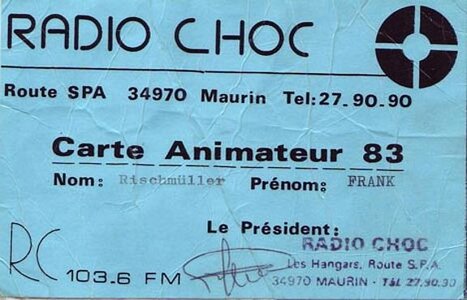 RADIO CHOC
Route SPA 34970 Maurin Tel:27.90.90
Carte Animateur 83
Nom: Rischmüller Prénom: FRANK
Le Président:
RC 103.6 FM
RADIO CHOC
Les Hangars, Route S.P.A.
34970 MAURIN - Tél. 27.90.90